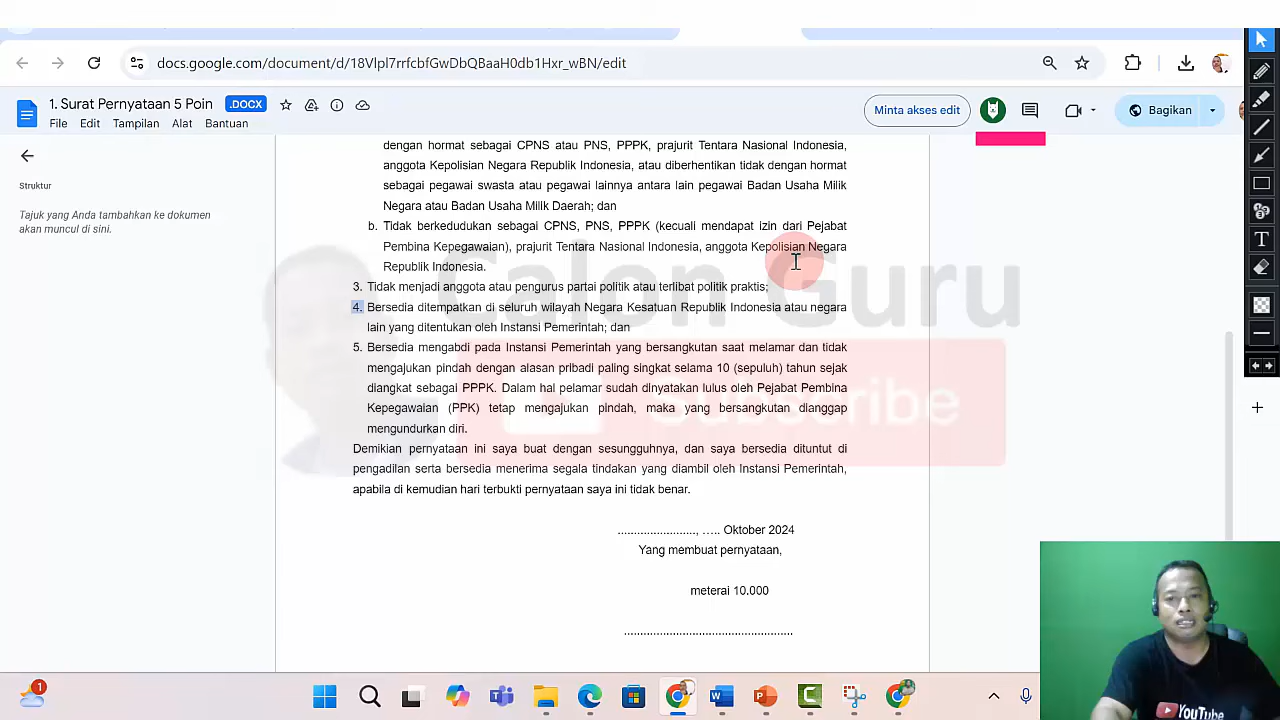 docs.google.com/document/d/18Vlpl7rrfcbfGwDbQBaaH0db1Hxr_wBN/edit
1. Surat Pernyataan 5 Poin .DOCX
Minta akses edit
Bagikan
File Edit Tampilan Alat Bantuan
Struktur
Tajuk yang Anda tambahkan ke dokumen
akan muncul di sini.
dengan hormat sebagai CPNS atau PNS, PPPK, prajurit Tentara Nasional Indonesia,
anggota Kepolisian Negara Republik Indonesia, atau diberhentikan tidak dengan hormat
sebagai pegawai swasta atau pegawai lainnya antara lain pegawai Badan Usaha Milik
Negara atau Badan Usaha Milik Daerah; dan
b. Tidak berkedudukan sebagai CPNS, PNS, PPPK (kecuali mendapat izin dari Pejabat
Pembina Kepegawaian), prajurit Tentara Nasional Indonesia, anggota Kepolisian Negara
Republik Indonesia.
3. Tidak menjadi anggota atau pengurus partai politik atau terlibat politik praktis;
4. Bersedia ditempatkan di seluruh wilayah Negara Kesatuan Republik Indonesia atau negara
lain yang ditentukan oleh Instansi Pemerintah; dan
5. Bersedia mengabdi pada Instansi Pemerintah yang bersangkutan saat melamar dan tidak
mengajukan pindah dengan alasan pribadi paling singkat selama 10 (sepuluh) tahun sejak
diangkat sebagai PPPK. Dalam hal pelamar sudah dinyatakan lulus oleh Pejabat Pembina
Kepegawaian (PPK) tetap mengajukan pindah, maka yang bersangkutan dianggap
mengundurkan diri.
Demikian pernyataan ini saya buat dengan sesungguhnya, dan saya bersedia dituntut di
pengadilan serta bersedia menerima segala tindakan yang diambil oleh Instansi Pemerintah,
apabila di kemudian hari terbukti pernyataan saya ini tidak benar.
........................, ….. Oktober 2024
Yang membuat pernyataan,
meterai 10.000
....................................................
Calon Guru
Subscribe
YouTube
1
T